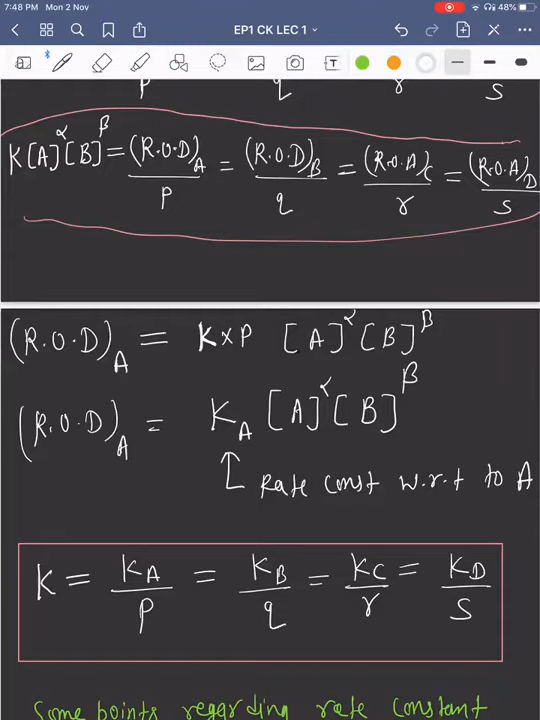 7:48 PM Mon 2 Nov 48%
EP1 CK LEC 1
p q r s
K[A]^α[B]^β = (R.O.D)_A/p = (R.O.D)_B/q = (R.O.A)_C/r = (R.O.A)_D/s
(R.O.D)_A = K×P [A]^α[B]^β
(R.O.D)_A = K_A [A]^α[B]^β
Rate const w.r.t to A
K = K_A/p = K_B/q = K_C/r = K_D/s
Some points regarding rate constant